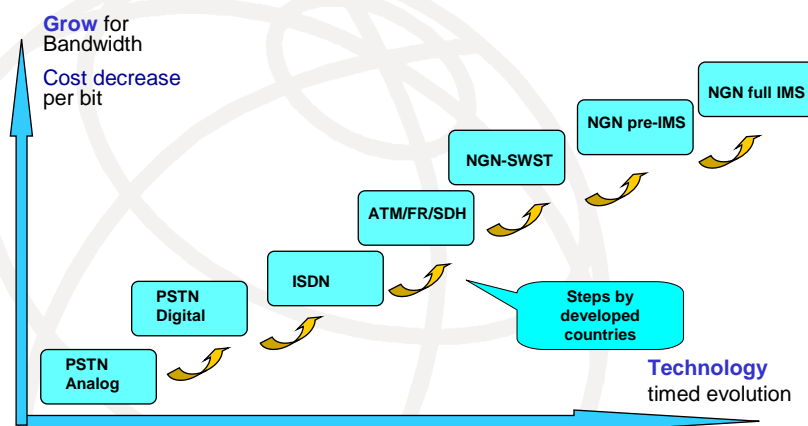 Grow for
Bandwidth
Cost decrease
per bit
NGN full IMS
NGN pre-IMS
NGN-SWST
ATM/FR/SDH
ISDN
PSTN
Digital
PSTN
Analog
Steps by
developed
countries
Technology
timed evolution